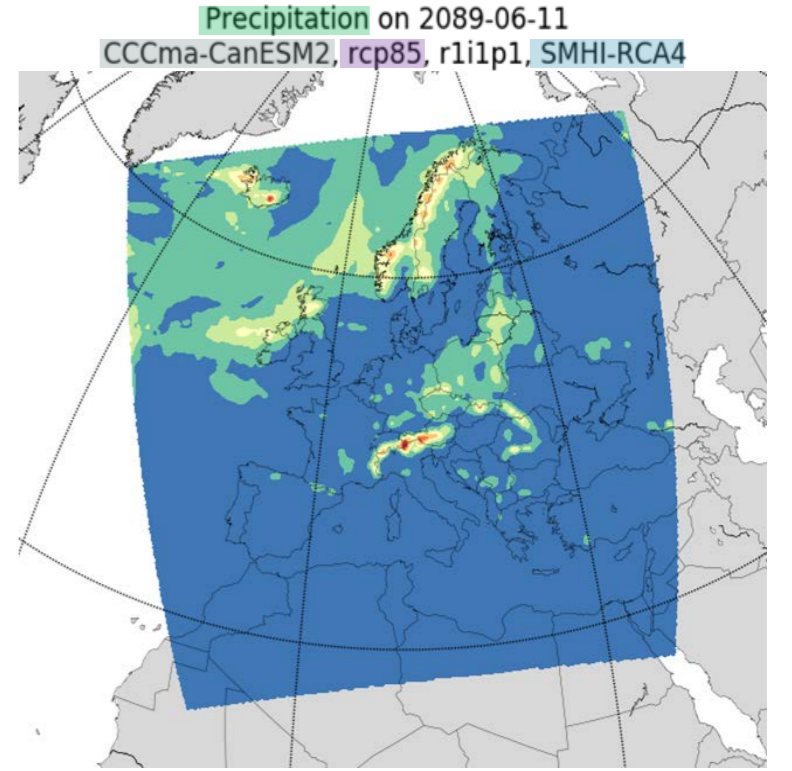 Precipitation on 2089-06-11
CCCma-CanESM2, rcp85, r1i1p1, SMHI-RCA4